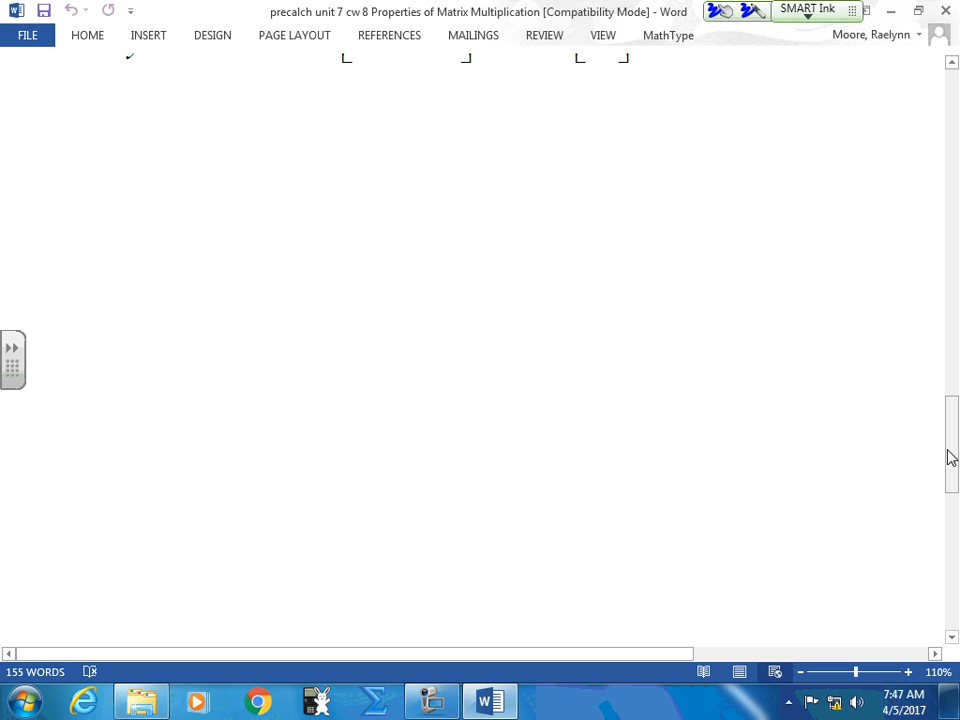 precalch unit 7 cw 8 Properties of Matrix Multiplication [Compatibility Mode] - Word
SMART Ink
FILE HOME INSERT DESIGN PAGE LAYOUT REFERENCES MAILINGS REVIEW VIEW MathType
Moore, Raelynn
155 WORDS
110%
7:47 AM
4/5/2017